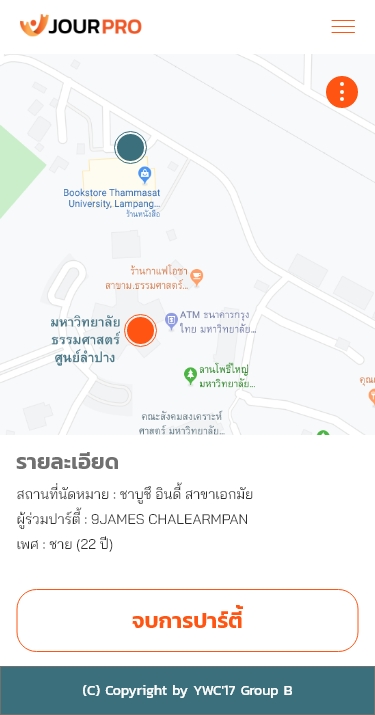 JOURPRO
Bookstore Thammasat
University, Lampang...
ร้านหนังสือ
ร้านกาแฟโอชา
สาขาม.ธรรมศาสตร์...
มหาวิทยาลัย
ธรรมศาสตร์
ศูนย์ลำปาง
ATM ธนาคารกรุง
ไทย มหาวิทยาลัย...
ลานโพธิ์ใหญ่
มหาวิทยาลัย...
คณะสังคมสงเคราะห์
ศาสตร์ มหาวิทยาลัย...
รายละเอียด
สถานที่นัดหมาย : ชาบูชิ อินดี้ สาขาเอกมัย
ผู้ร่วมปาร์ตี้ : 9JAMES CHALEARMPAN
เพศ : ชาย (22 ปี)
จบการปาร์ตี้
(C) Copyright by YWC'17 Group B